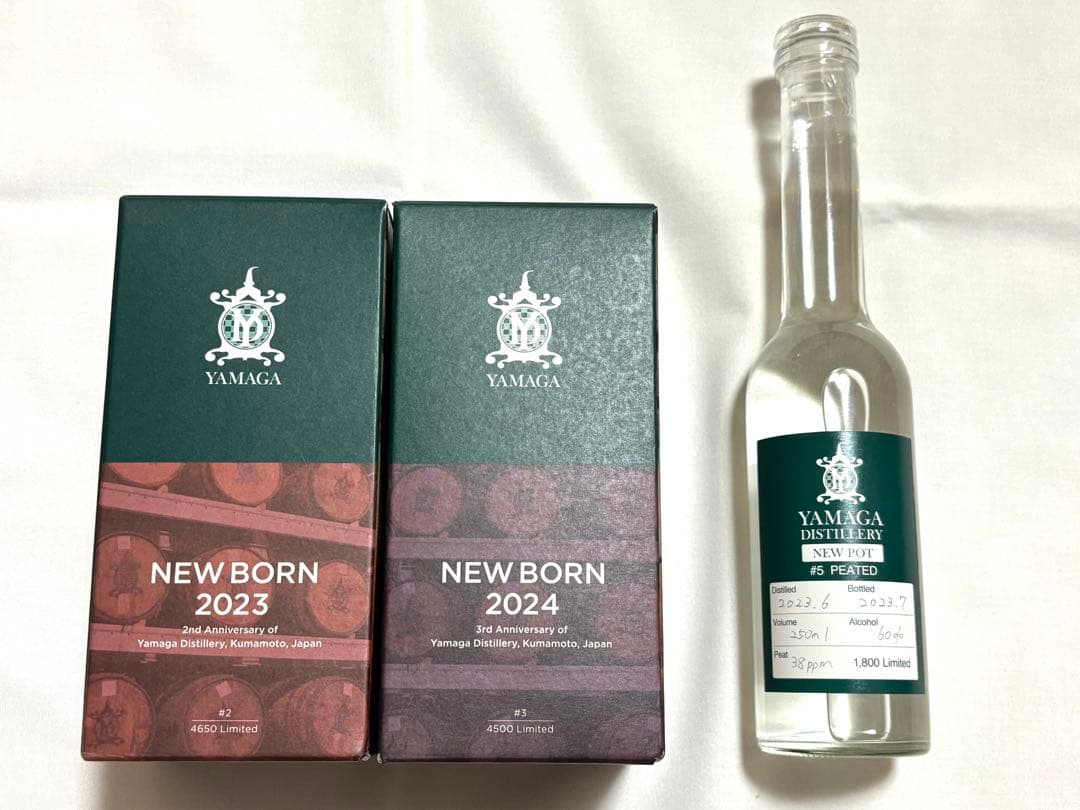 YAMAGA
NEW BORN
2023
2nd Anniversary of
Yamaga Distillery, Kumamoto, Japan
#2
4650 Limited
YAMAGA
NEW BORN
2024
3rd Anniversary of
Yamaga Distillery, Kumamoto, Japan
#3
4500 Limited
YAMAGA
DISTILLERY
NEW POT
#5 PEATED
Distilled Bottled
2023.6 2023.7
Volume Alcohol
250ml 60%
Peat
38ppm 1,800 Limited